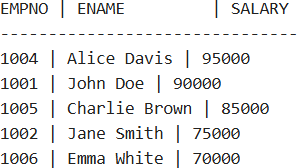 EMPNO | ENAME        | SALARY
------------------------------
1004 | Alice Davis | 95000
1001 | John Doe | 90000
1005 | Charlie Brown | 85000
1002 | Jane Smith | 75000
1006 | Emma White | 70000